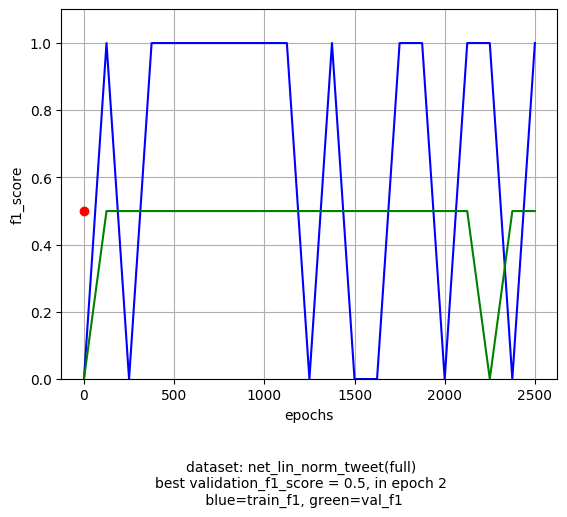 1.0
0.8
0.6
0.4
0.2
0.0
f1_score
0 500 1000 1500 2000 2500
epochs
dataset: net_lin_norm_tweet(full)
best validation_f1_score = 0.5, in epoch 2
blue=train_f1, green=val_f1